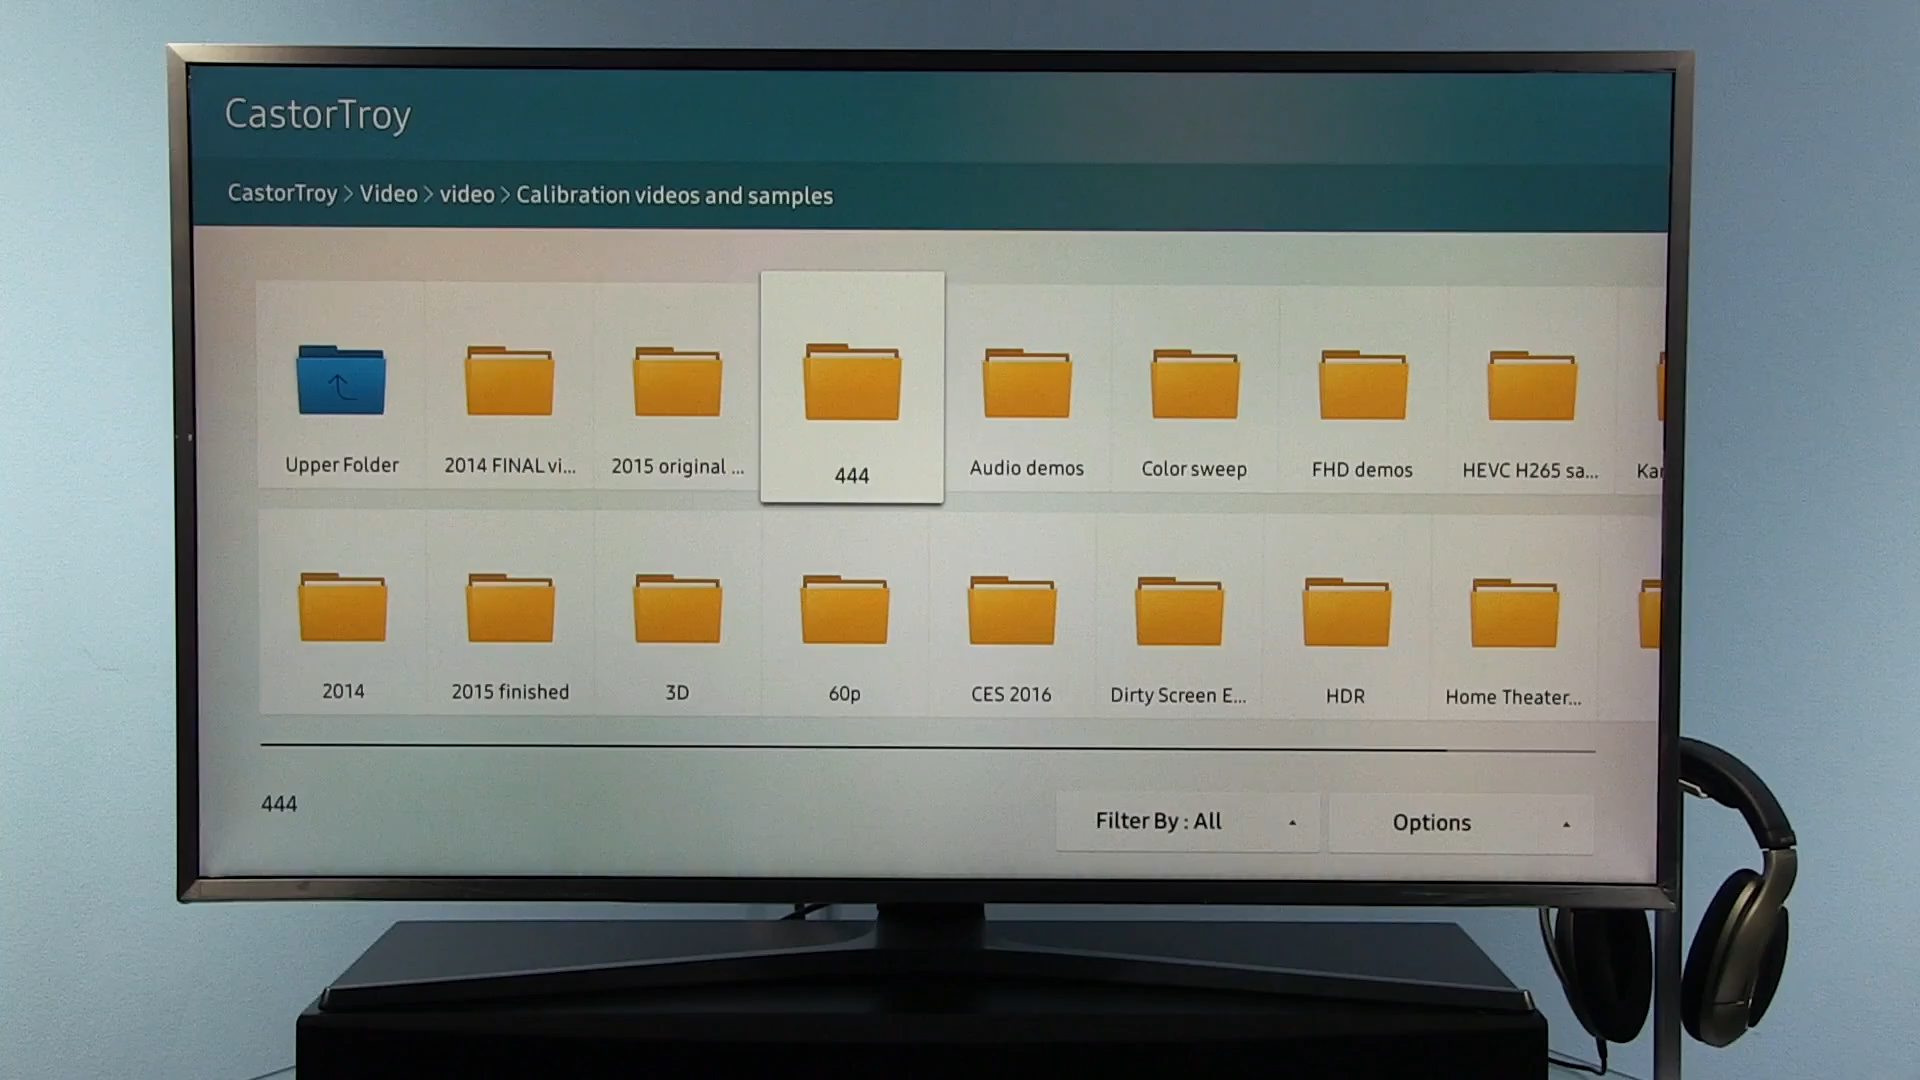 CastorTroy
CastorTroy > Video > video > Calibration videos and samples
Upper Folder
2014 FINAL vi...
2015 original ...
444
Audio demos
Color sweep
FHD demos
HEVC H265 sa...
2014
2015 finished
3D
60p
CES 2016
Dirty Screen E...
HDR
Home Theater...
444
Filter By : All
Options